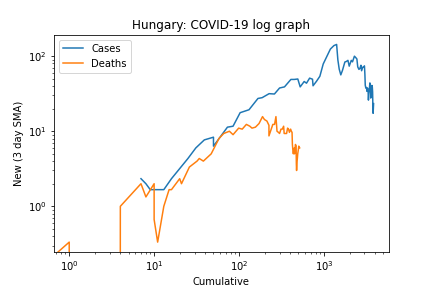 Hungary: COVID-19 log graph
Cases
Deaths
New (3 day SMA)
10²
10¹
10⁰
10⁰
10¹
10²
10³
Cumulative